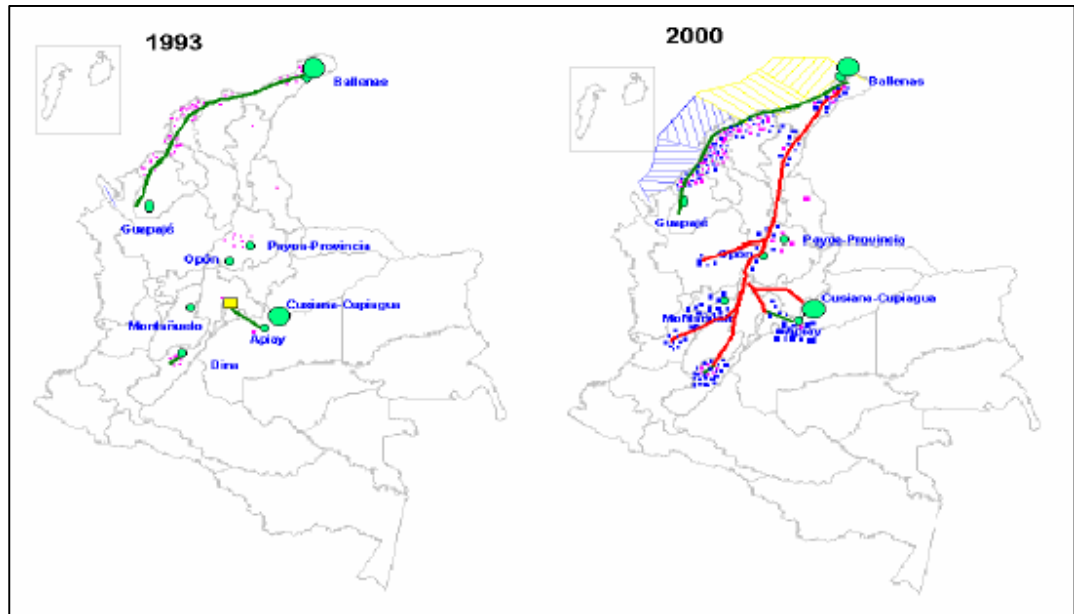 1993
Ballenas
Guepajé
Payoa-Provincia
Opón
Cusiana-Cupiagua
Montañuelo
Apiay
Dina
2000
Ballenas
Guepajé
Payoa-Provincia
Opón
Cusiana-Cupiagua
Apiay